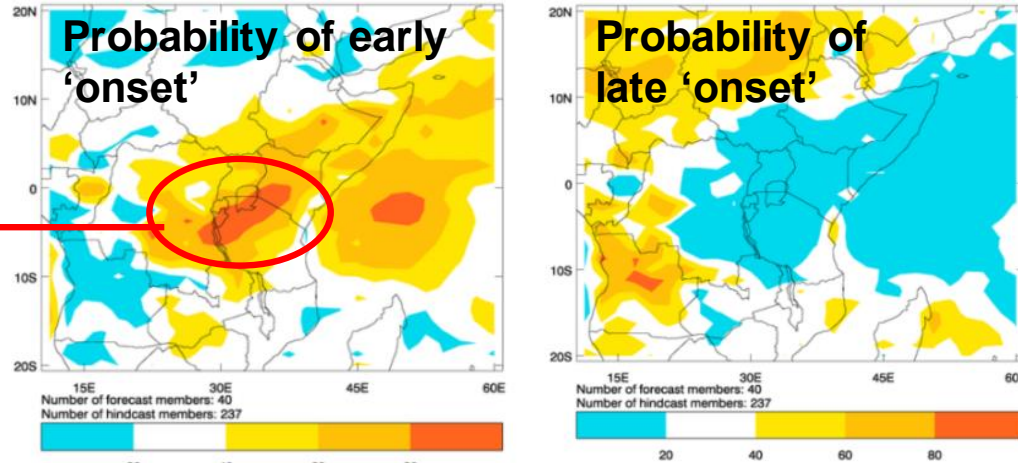 Probability of early
‘onset’
20N
10N
0
10S
20S
15E 30E 45E 60E
Number of forecast members: 40
Number of hindcast members: 237
Probability of
late ‘onset’
20N
10N
0
10S
20S
15E 30E 45E
Number of forecast members: 40
Number of hindcast members: 237
20 40 60 80